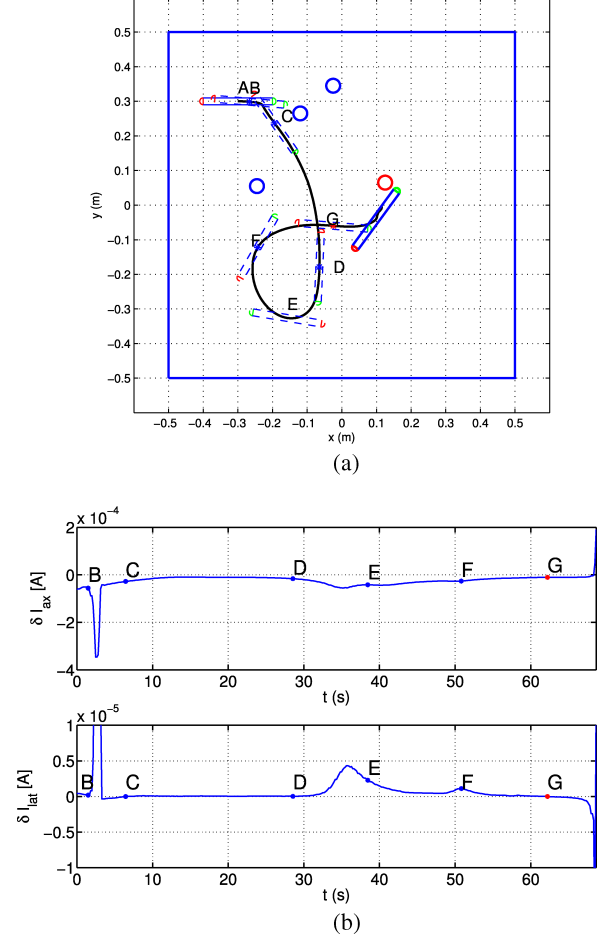 0.5
0.4
0.3
0.2
0.1
0
−0.1
−0.2
−0.3
−0.4
−0.5
y (m)
AB
C
G
F
D
E
−0.5 −0.4 −0.3 −0.2 −0.1 0 0.1 0.2 0.3 0.4 0.5
x (m)
(a)
x 10⁻⁴
2
0
−2
−4
δ I_ax [A]
B C D E F G
0 10 20 30 40 50 60
t (s)
x 10⁻⁵
1
0.5
0
−0.5
−1
δ I_lat [A]
B C D E F G
0 10 20 30 40 50 60
t (s)
(b)